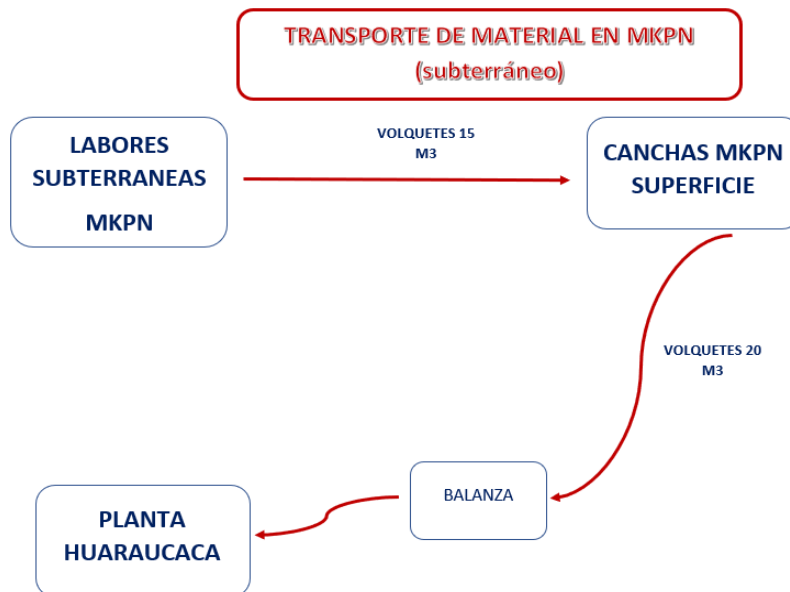 TRANSPORTE DE MATERIAL EN MKPN
(subterráneo)
LABORES
SUBTERRANEAS
MKPN
VOLQUETES 15
M3
CANCHAS MKPN
SUPERFICIE
VOLQUETES 20
M3
BALANZA
PLANTA
HUARAUCACA